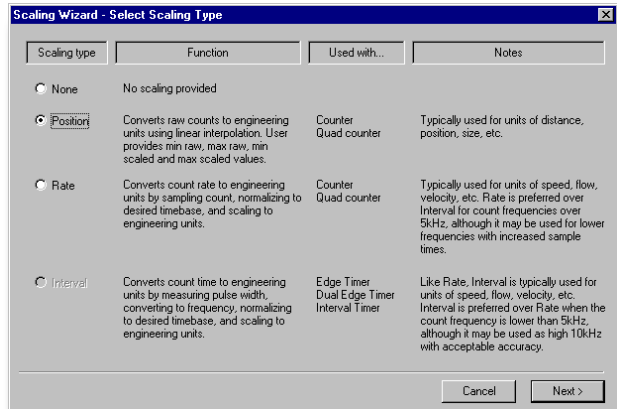 Scaling Wizard - Select Scaling Type
Scaling type
Function
Used with...
Notes
None
No scaling provided
Position
Converts raw counts to engineering
units using linear interpolation. User
provides min raw, max raw, min
scaled and max scaled values.
Counter
Quad counter
Typically used for units of distance,
position, size, etc.
Rate
Converts count rate to engineering
units by sampling count, normalizing to
desired timebase, and scaling to
engineering units.
Counter
Quad counter
Typically used for units of speed, flow,
velocity, etc. Rate is preferred over
Interval for count frequencies over
5kHz, although it may be used for lower
frequencies with increased sample
times.
Interval
Converts count time to engineering
units by measuring pulse width,
converting to frequency, normalizing
to desired timebase, and scaling to
engineering units.
Edge Timer
Dual Edge Timer
Interval Timer
Like Rate, Interval is typically used for
units of speed, flow, velocity, etc.
Interval is preferred over Rate when the
count frequency is lower than 5kHz,
although it may be used as high 10kHz
with acceptable accuracy.
Cancel
Next >